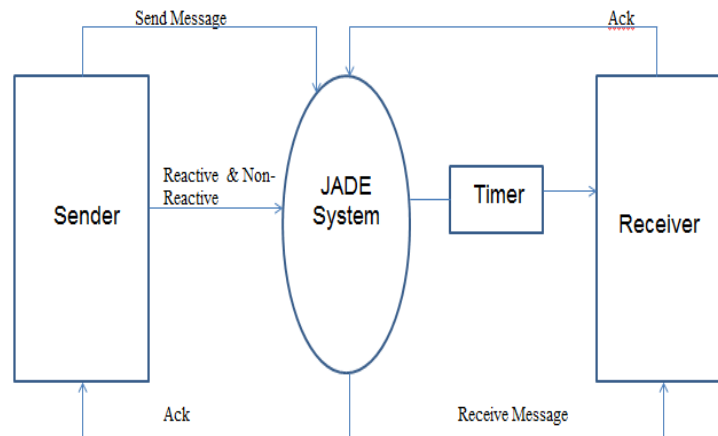 Send Message
Ack
Reactive & Non-
Reactive
JADE
System
Timer
Sender
Receiver
Ack
Receive Message